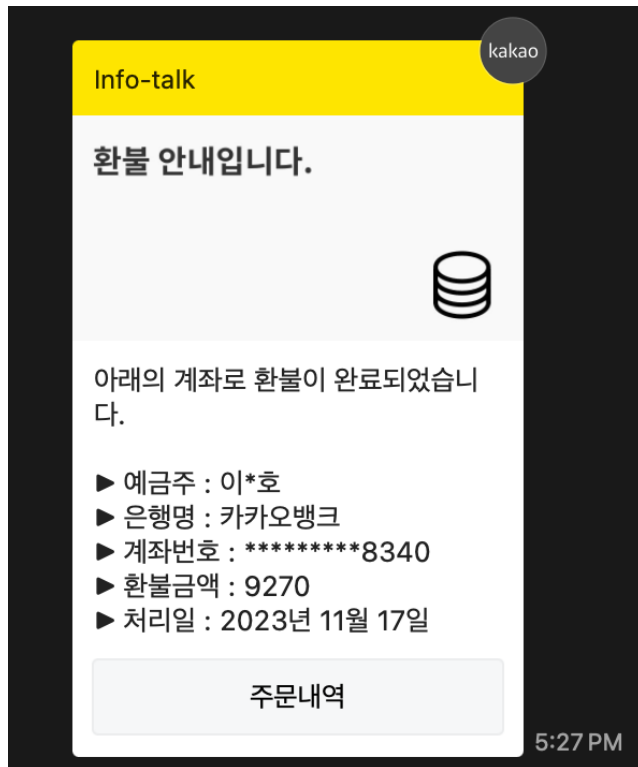 kakao
Info-talk
환불 안내입니다.
아래의 계좌로 환불이 완료되었습니
다.
▶ 예금주 : 이*호
▶ 은행명 : 카카오뱅크
▶ 계좌번호 : *********8340
▶ 환불금액 : 9270
▶ 처리일 : 2023년 11월 17일
주문내역
5:27 PM